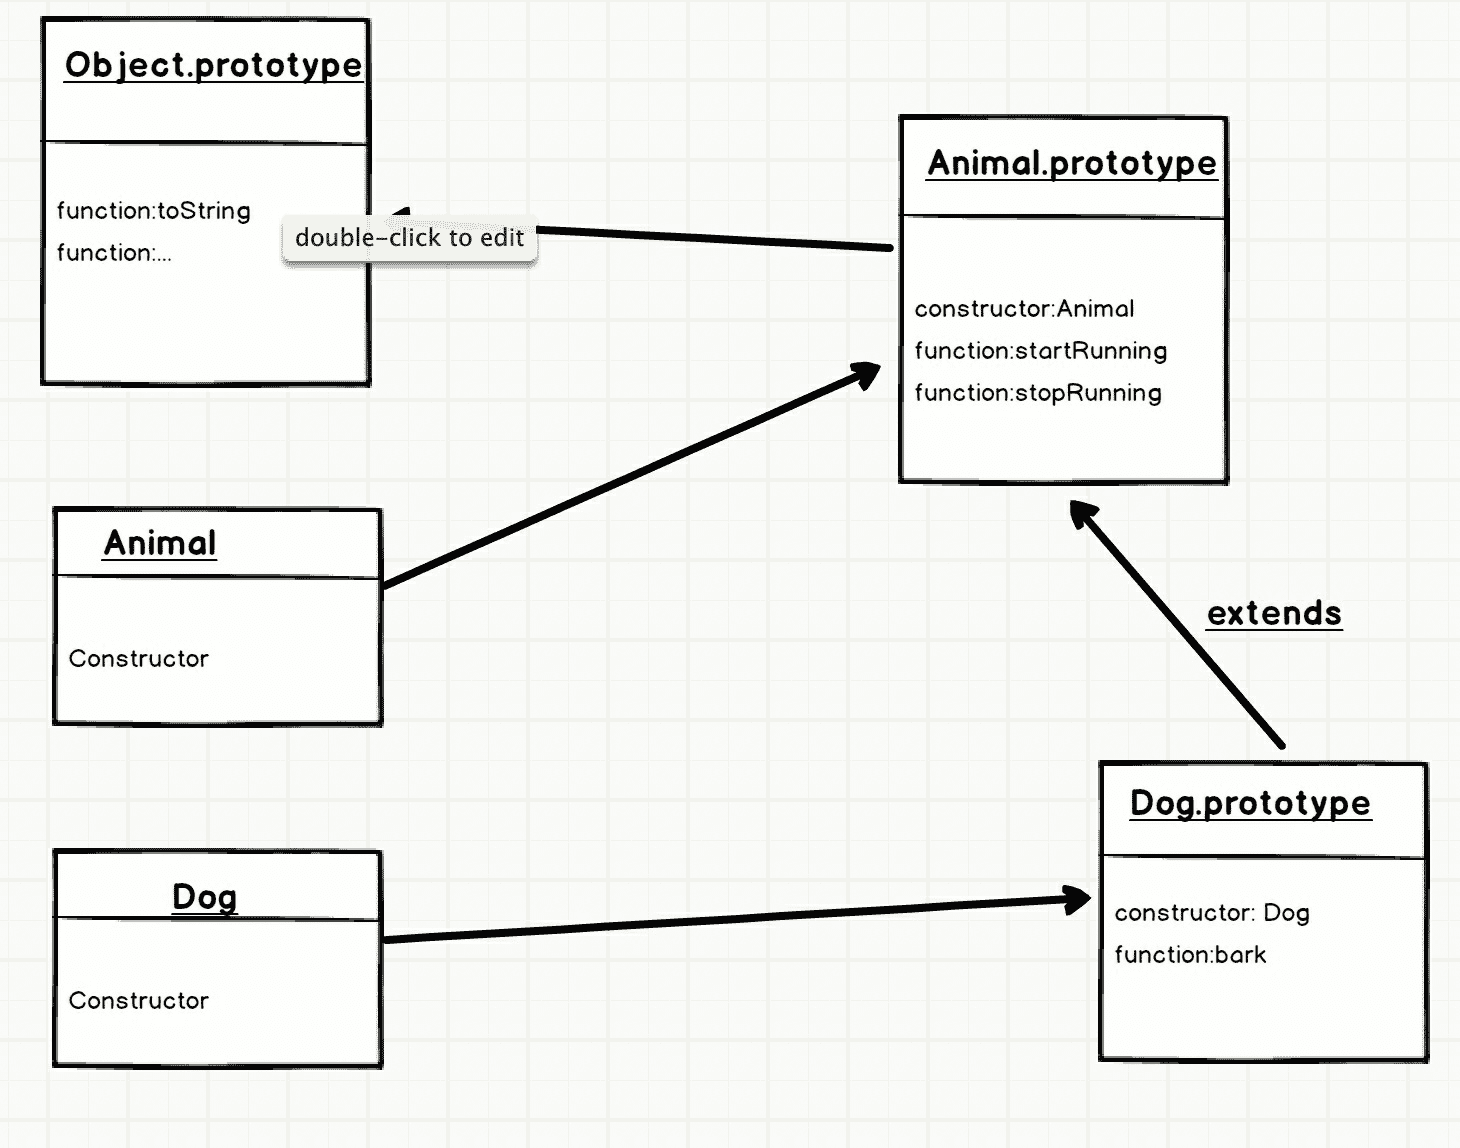 Object.prototype
function:toString
function:...
double-click to edit
Animal.prototype
constructor:Animal
function:startRunning
function:stopRunning
Animal
Constructor
extends
Dog.prototype
constructor: Dog
function:bark
Dog
Constructor